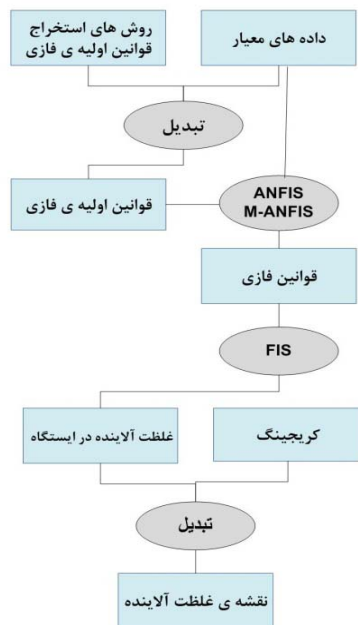 روش های استخراج
قوانین اولیه ی فازی
داده های معیار
تبدیل
قوانین اولیه ی فازی
ANFIS
M-ANFIS
قوانین فازی
FIS
غلظت آلاینده در ایستگاه
کریجینگ
تبدیل
نقشه ی غلظت آلاینده